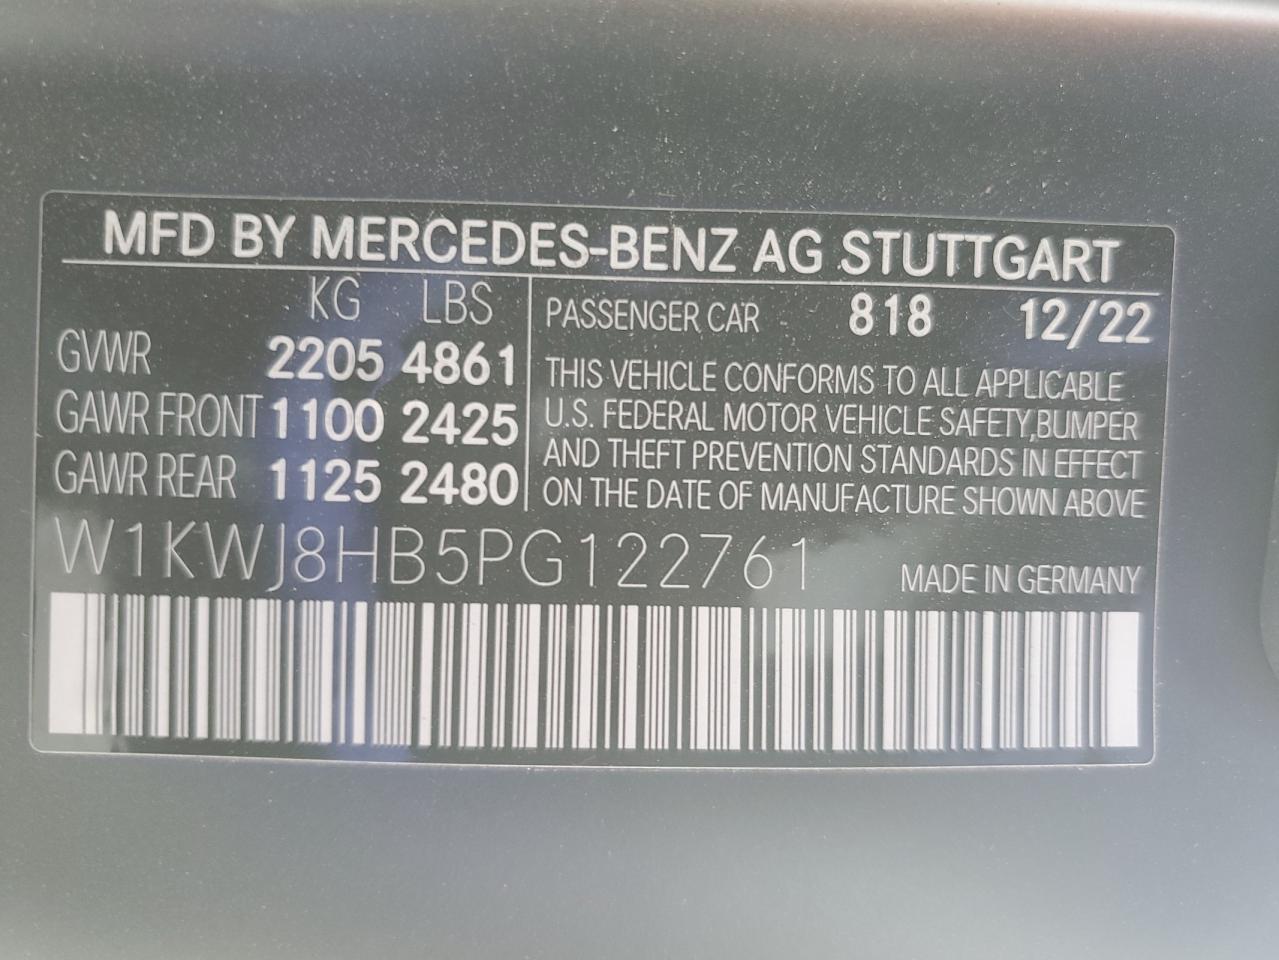 MFD BY MERCEDES-BENZ AG STUTTGART
KG LBS
GVWR 2205 4861
GAWR FRONT 1100 2425
GAWR REAR 1125 2480
PASSENGER CAR - 818 12/22
THIS VEHICLE CONFORMS TO ALL APPLICABLE
U.S. FEDERAL MOTOR VEHICLE SAFETY,BUMPER
AND THEFT PREVENTION STANDARDS IN EFFECT
ON THE DATE OF MANUFACTURE SHOWN ABOVE
W1KWJ8HB5PG122761
MADE IN GERMANY